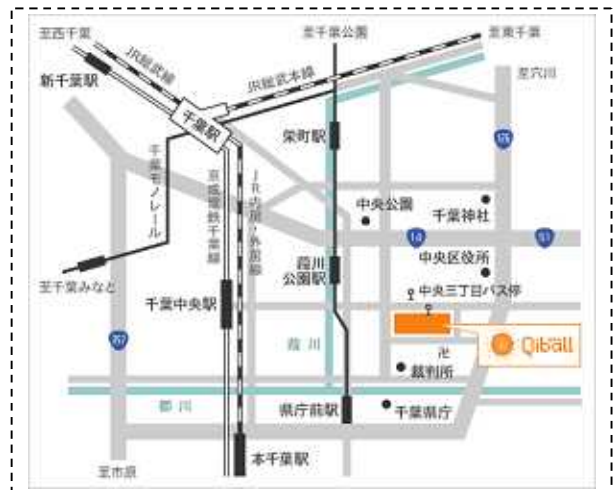 至西千葉
JR総武線
至千葉公園
至東千葉
JR総武本線
新千葉駅
至穴川
千葉駅
栄町駅
126
千葉モノレール
京成電鉄千葉線
JR内房・外房線
中央公園
千葉神社
14
51
葭川
公園駅
中央区役所
至千葉みなと
中央三丁目バス停
千葉中央駅
357
葭川
Qiball
卍
裁判所
都川
県庁前駅
千葉県庁
本千葉駅
至市原